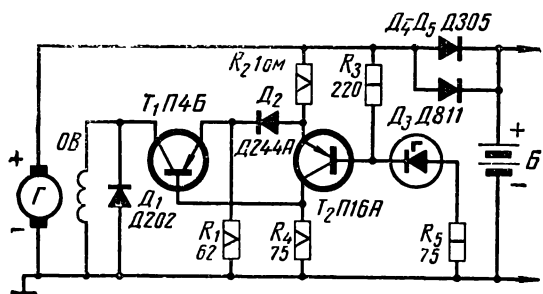 Д4Д5 Д305
R2 1ом
R3
220
T1 П4Б
Д2
Д3 Д811
ОВ
Д244А
+
+
Г
Б
-
-
Д1
Д202
T2 П16А
R1
62
R4
75
R5
75